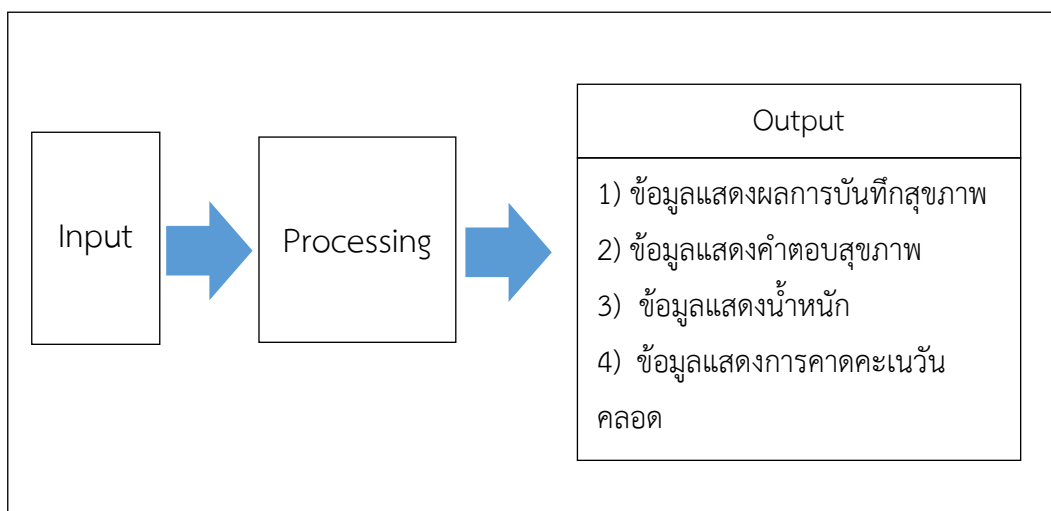 Input
Processing
Output
1) ข้อมูลแสดงผลการบันทึกสุขภาพ
2) ข้อมูลแสดงคำตอบสุขภาพ
3) ข้อมูลแสดงน้ำหนัก
4) ข้อมูลแสดงการคาดคะเนวัน
คลอด